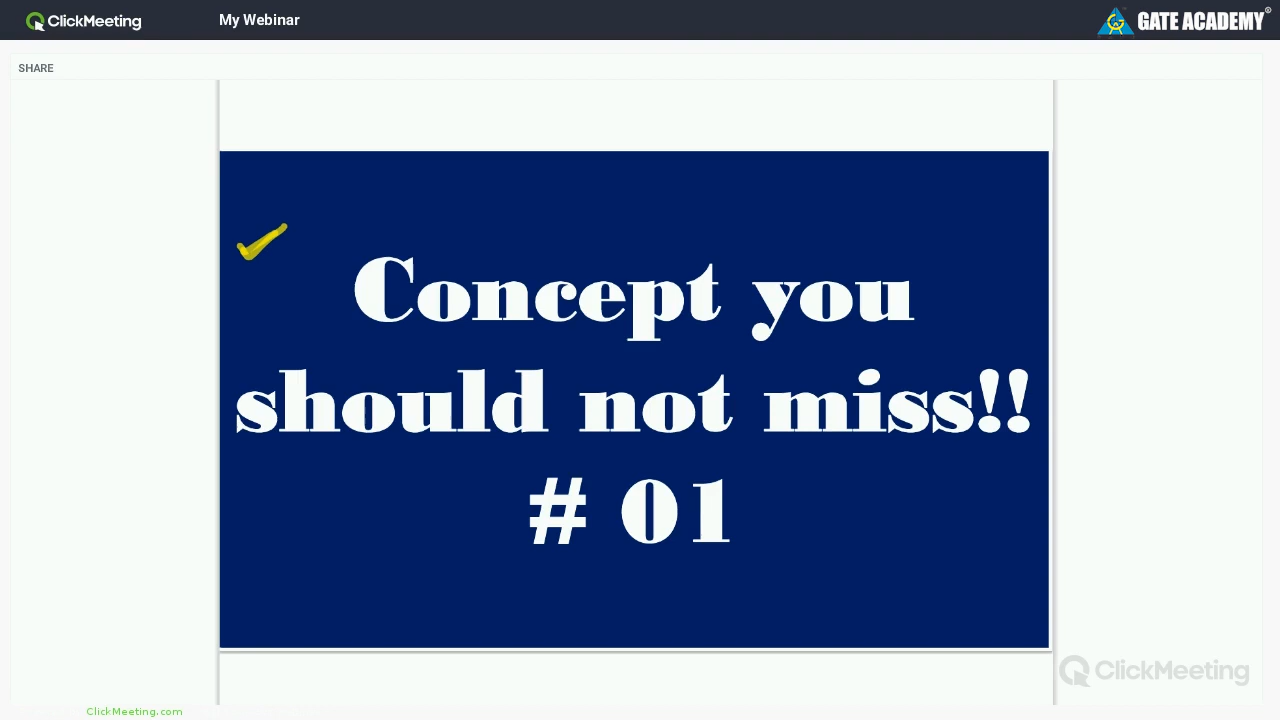 ClickMeeting
My Webinar
GATE ACADEMY®
SHARE
Concept you
should not miss!!
# 01
ClickMeeting
ClickMeeting.com